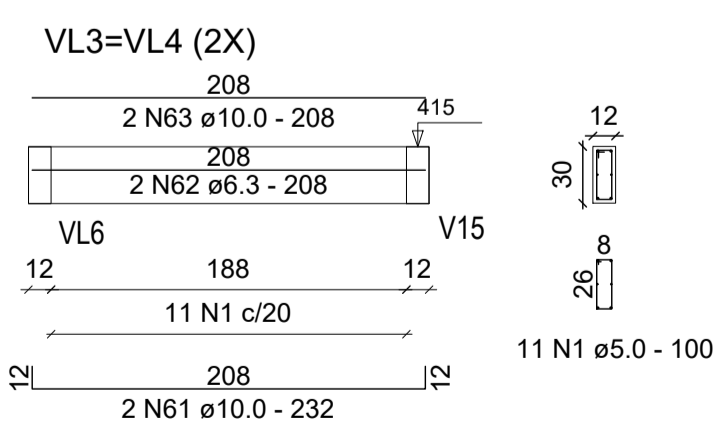 VL3=VL4 (2X)
208
2 N63 ø10.0 - 208
415
208
2 N62 ø6.3 - 208
VL6
V15
12
188
12
11 N1 c/20
12
208
12
2 N61 ø10.0 - 232
12
30
8
26
11 N1 ø5.0 - 100